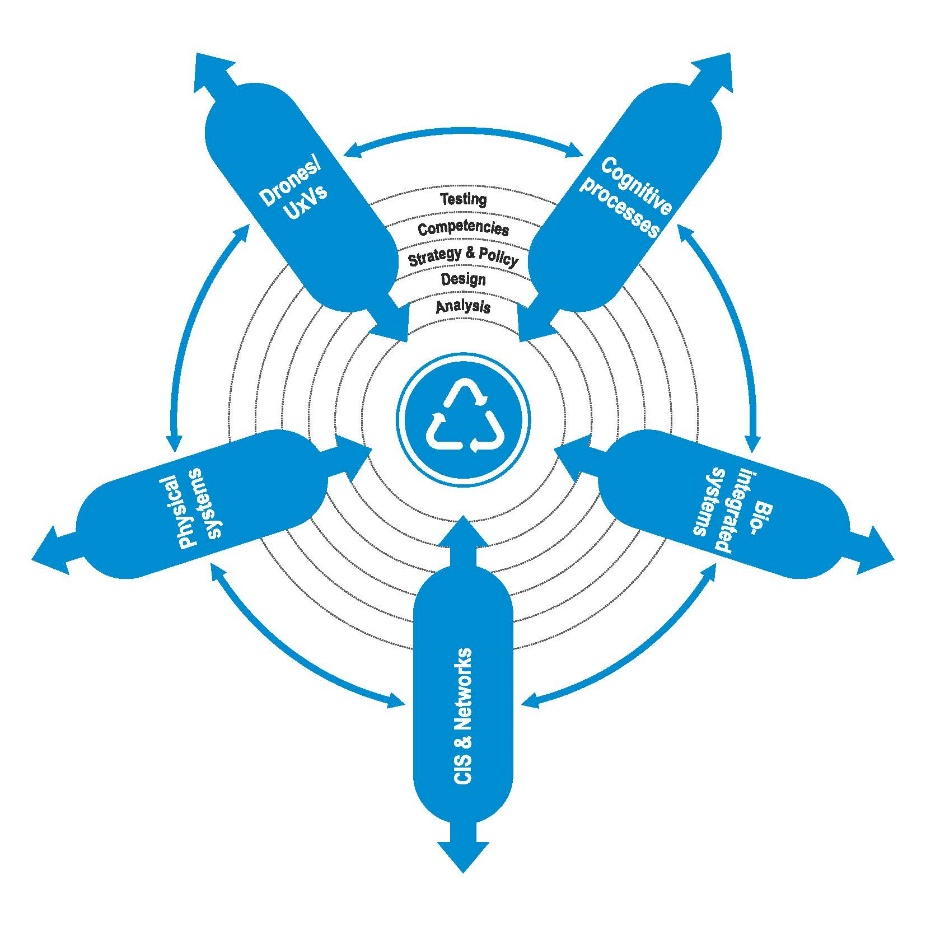 Drones/
UxVs
Cognitive
processes
Testing
Competencies
Strategy & Policy
Design
Analysis
Physical
systems
Bio-
integrated
systems
CIS & Networks